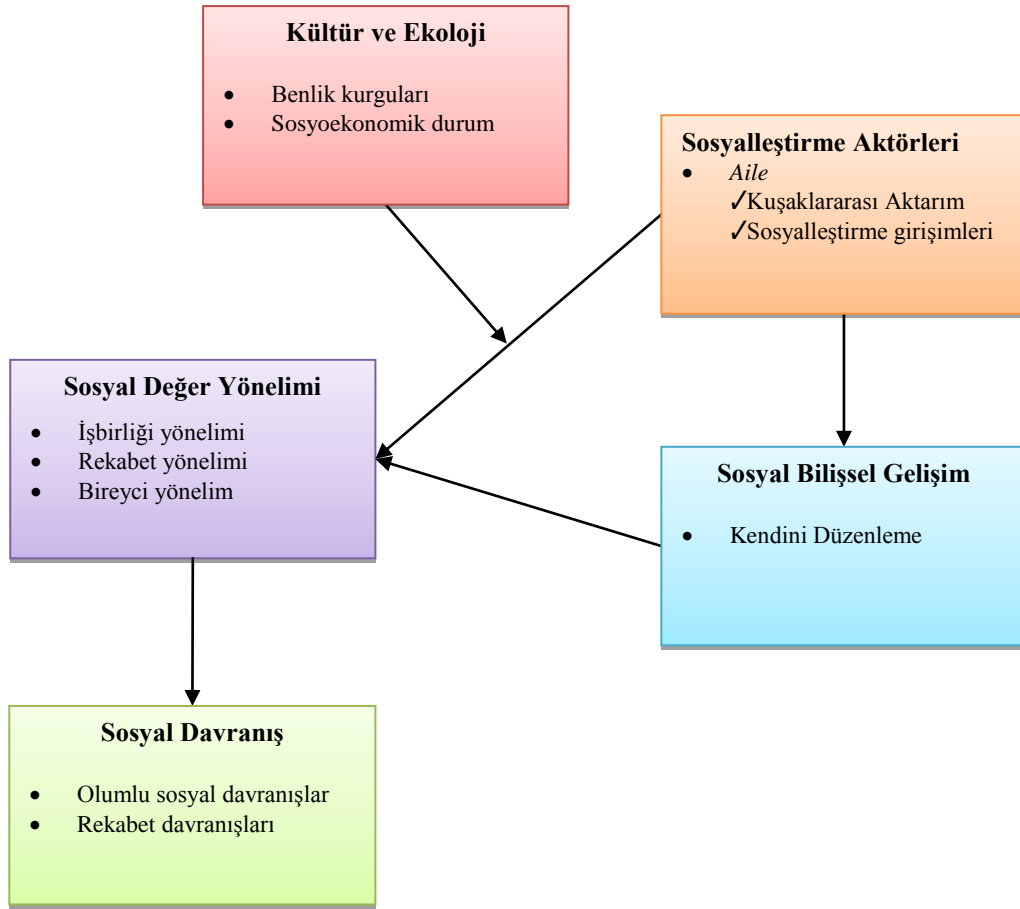 Kültür ve Ekoloji
• Benlik kurguları
• Sosyoekonomik durum
Sosyalleştirme Aktörleri
• Aile
✓Kuşaklararası Aktarım
✓Sosyalleştirme girişimleri
Sosyal Değer Yönelimi
• İşbirliği yönelimi
• Rekabet yönelimi
• Bireyci yönelim
Sosyal Bilişsel Gelişim
• Kendini Düzenleme
Sosyal Davranış
• Olumlu sosyal davranışlar
• Rekabet davranışları